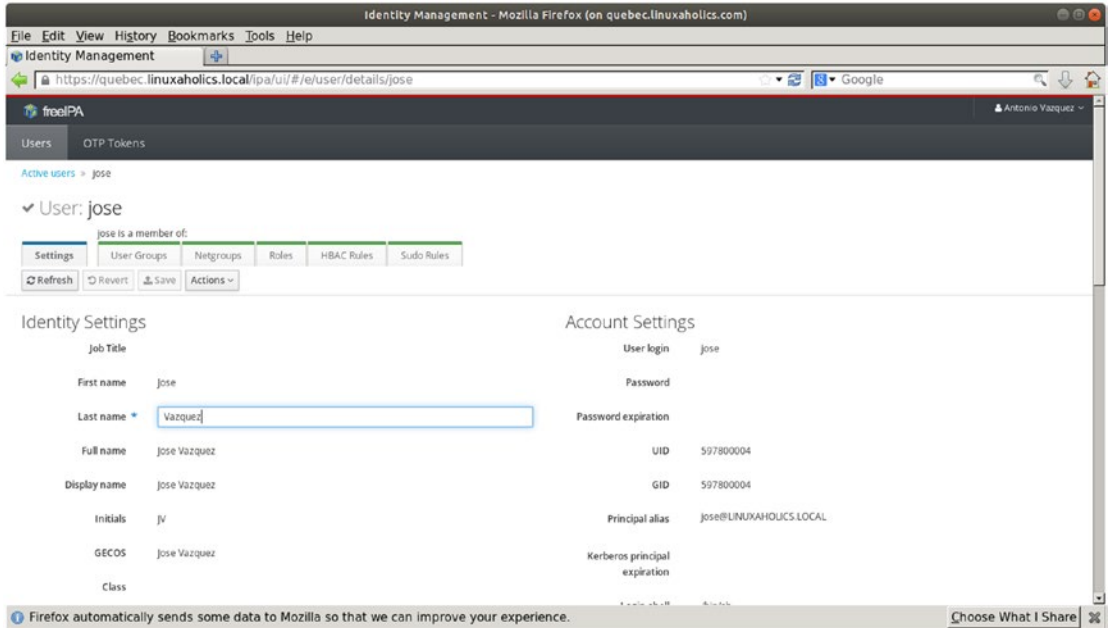 Identity Management - Mozilla Firefox (on quebec.linuxaholics.com)
File Edit View History Bookmarks Tools Help
Identity Management
https://quebec.linuxaholics.local/ipa/ui/#/e/user/details/jose
Google
freeIPA
Antonio Vazquez
Users OTP Tokens
Active users » jose
User: jose
jose is a member of:
Settings User Groups Netgroups Roles HBAC Rules Sudo Rules
Refresh Revert Save Actions
Identity Settings
Job Title
First name Jose
Last name * Vazquez
Full name Jose Vazquez
Display name Jose Vazquez
Initials JV
GECOS Jose Vazquez
Class
Account Settings
User login jose
Password
Password expiration
UID 597800004
GID 597800004
Principal alias jose@LINUXAHOLICS.LOCAL
Kerberos principal
expiration
Firefox automatically sends some data to Mozilla so that we can improve your experience.
Choose What I Share